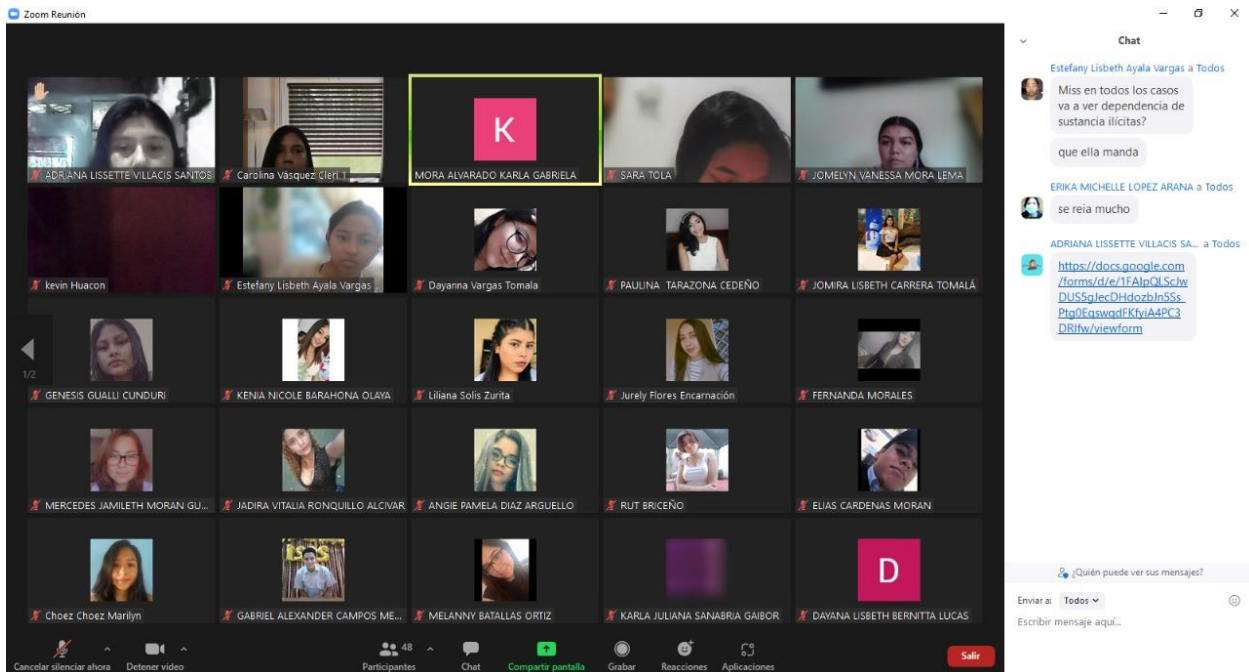 Zoom Reunión
Chat
Estefany Lisbeth Ayala Vargas a Todos
Miss en todos los casos
va a ver dependencia de
sustancia ilícitas?
que ella manda
ERIKA MICHELLE LOPEZ ARANA a Todos
se reia mucho
ADRIANA LISSETTE VILLACIS SA... a Todos
https://docs.google.com
/forms/d/e/1FAIpQLScJw
DUS5gJecDHdozbJn5Ss_
Ptg0EqswqdFKfyiA4PC3
DRIfw/viewform
K
ADRIANA LISSETTE VILLACIS SANTOS
Carolina Vásquez Cleri 1
MORA ALVARADO KARLA GABRIELA
SARA TOLA
JOMELYN VANESSA MORA LEMA
kevin Huacon
Estefany Lisbeth Ayala Vargas
Dayanna Vargas Tomala
PAULINA TARAZONA CEDEÑO
JOMIRA LISBETH CARRERA TOMALÁ
1/2
GENESIS GUALLI CUNDURI
KENIA NICOLE BARAHONA OLAYA
Liliana Solis Zurita
Jurely Flores Encarnación
FERNANDA MORALES
MERCEDES JAMILETH MORAN GU...
JADIRA VITALIA RONQUILLO ALCIVAR
ANGIE PAMELA DIAZ ARGUELLO
RUT BRICEÑO
ELIAS CARDENAS MORAN
D
Choez Choez Marilyn
GABRIEL ALEXANDER CAMPOS ME...
MELANNY BATALLAS ORTIZ
KARLA JULIANA SANABRIA GAIBOR
DAYANA LISBETH BERNITTA LUCAS
¿Quién puede ver sus mensajes?
Enviar a: Todos
Escribir mensaje aquí...
Cancelar silenciar ahora
Detener video
48
Participantes
Chat
Compartir pantalla
Grabar
Reacciones
Aplicaciones
Salir